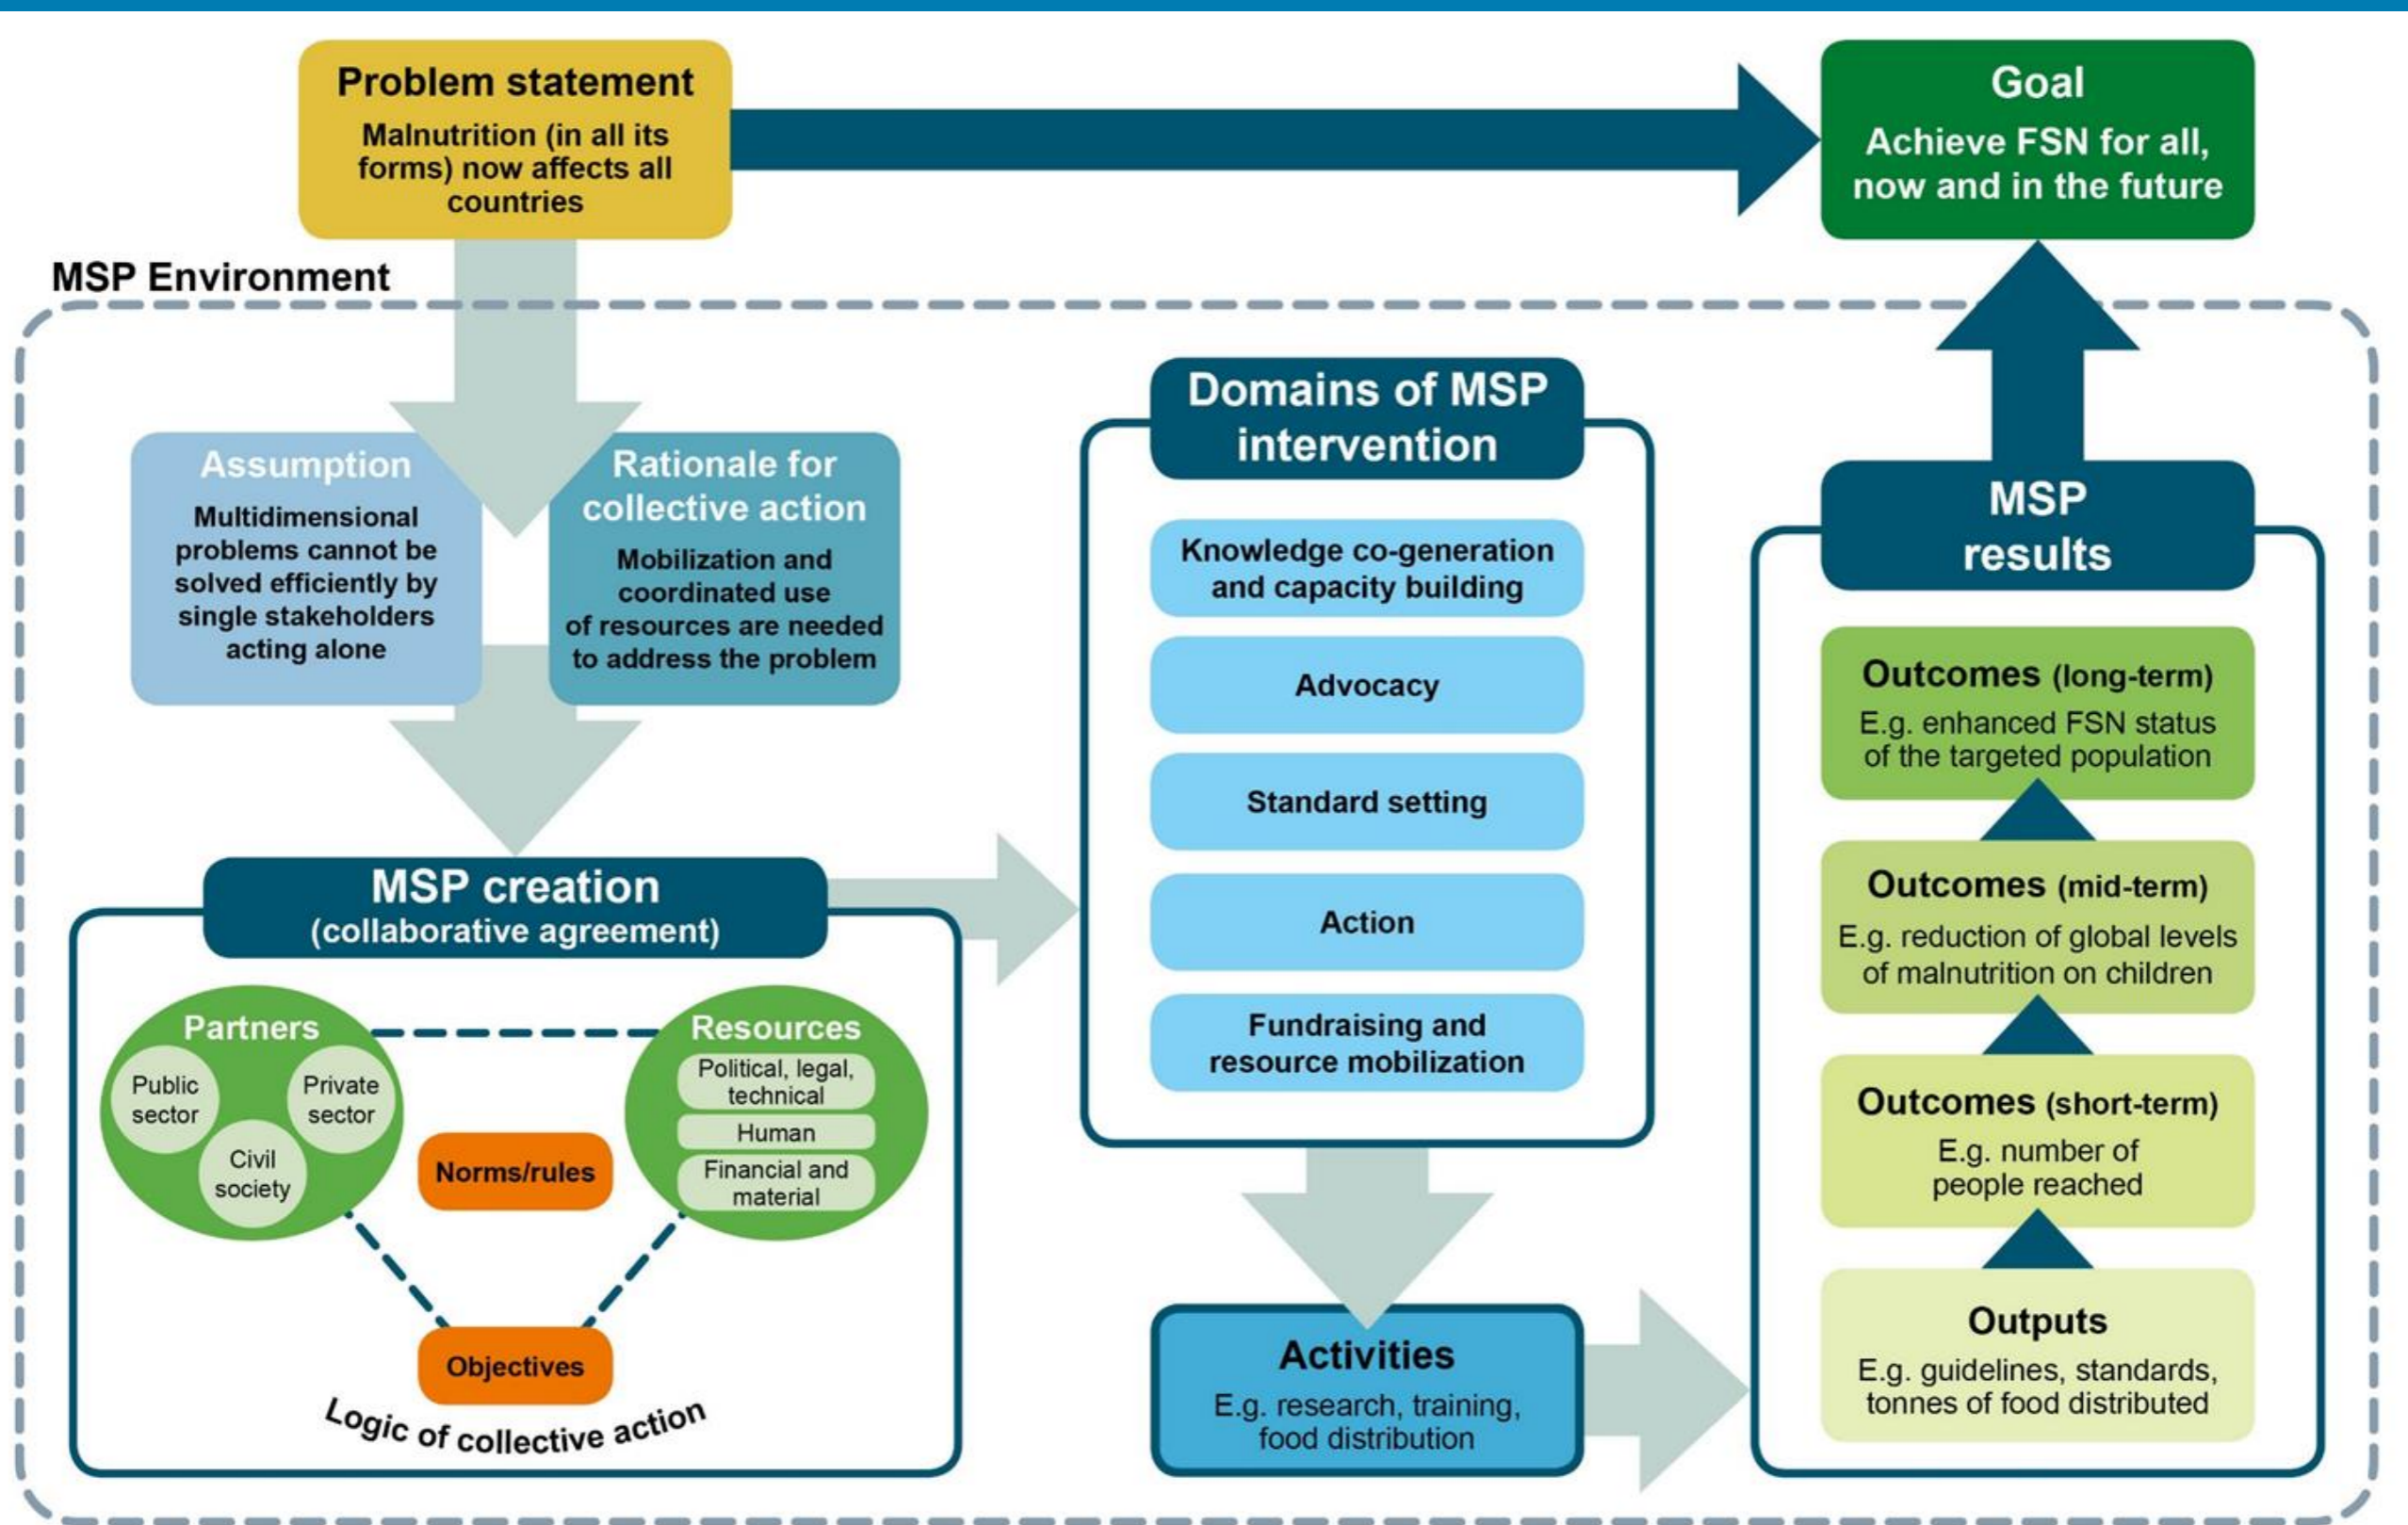 Problem statement
Malnutrition (in all its
forms) now affects all
countries
Goal
Achieve FSN for all,
now and in the future
MSP Environment
Assumption
Multidimensional
problems cannot be
solved efficiently by
single stakeholders
acting alone
Rationale for
collective action
Mobilization and
coordinated use
of resources are needed
to address the problem
MSP creation
(collaborative agreement)
Partners
Public
sector
Private
sector
Civil
society
Resources
Political, legal,
technical
Human
Financial and
material
Norms/rules
Objectives
Logic of collective action
Domains of MSP
intervention
Knowledge co-generation
and capacity building
Advocacy
Standard setting
Action
Fundraising and
resource mobilization
Activities
E.g. research, training,
food distribution
MSP
results
Outcomes (long-term)
E.g. enhanced FSN status
of the targeted population
Outcomes (mid-term)
E.g. reduction of global levels
of malnutrition on children
Outcomes (short-term)
E.g. number of
people reached
Outputs
E.g. guidelines, standards,
tonnes of food distributed